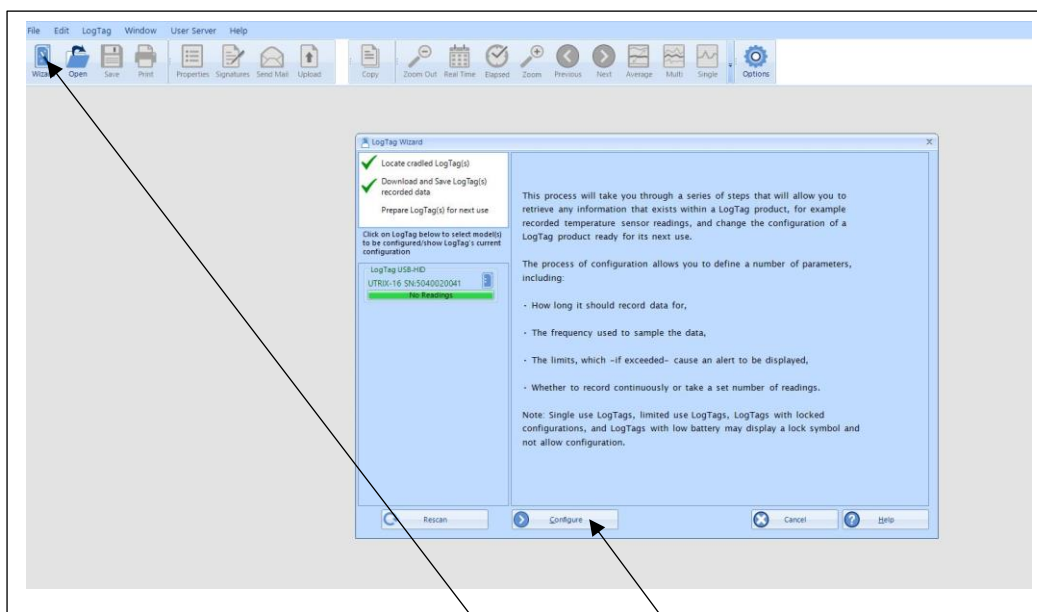 File Edit LogTag Window User Server Help
Wizard Open Save Print Properties Signatures Send Mail Upload Copy Zoom Out Real Time Elapsed Zoom Previous Next Average Multi Single Options
LogTag Wizard X
Locate cradled LogTag(s)
Download and Save LogTag(s)
recorded data
Prepare LogTag(s) for next use
Click on LogTag below to select model(s)
to be configured/show LogTag's current
configuration
LogTag USB-HID
UTRIX-16 SN:5040020041
No Readings
This process will take you through a series of steps that will allow you to
retrieve any information that exists within a LogTag product, for example
recorded temperature sensor readings, and change the configuration of a
LogTag product ready for its next use.
The process of configuration allows you to define a number of parameters,
including:
- How long it should record data for,
- The frequency used to sample the data,
- The limits, which -if exceeded- cause an alert to be displayed,
- Whether to record continuously or take a set number of readings.
Note: Single use LogTags, limited use LogTags, LogTags with locked
configurations, and LogTags with low battery may display a lock symbol and
not allow configuration.
Rescan Configure Cancel Help